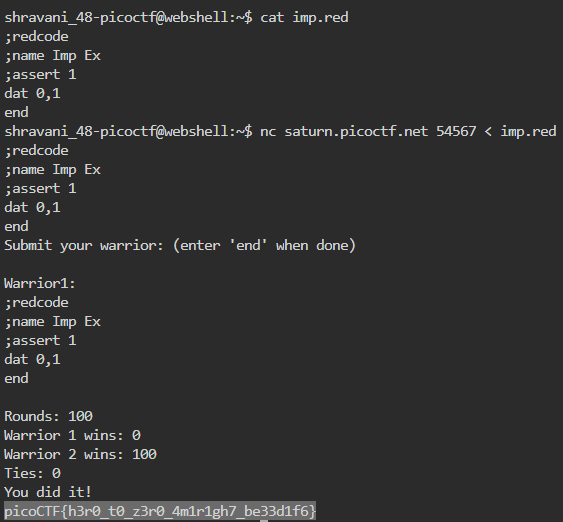 shravani_48-picoctf@webshell:~$ cat imp.red
;redcode
;name Imp Ex
;assert 1
dat 0,1
end
shravani_48-picoctf@webshell:~$ nc saturn.picoctf.net 54567 < imp.red
;redcode
;name Imp Ex
;assert 1
dat 0,1
end
Submit your warrior: (enter 'end' when done)
Warrior1:
;redcode
;name Imp Ex
;assert 1
dat 0,1
end
Rounds: 100
Warrior 1 wins: 0
Warrior 2 wins: 100
Ties: 0
You did it!
picoCTF{h3r0_t0_z3r0_4m1r1gh7_be33d1f6}